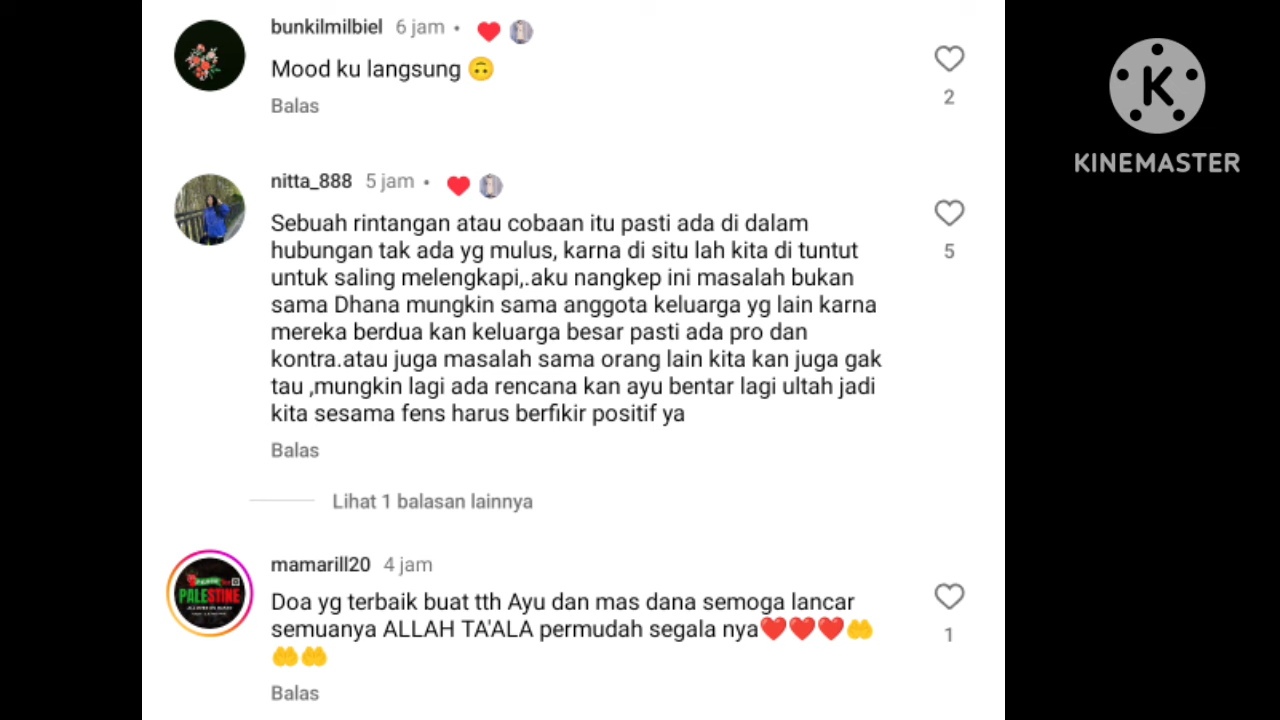 bunkilmilbiel 6 jam •
Mood ku langsung 🙃
Balas
2
nitta_888 5 jam •
Sebuah rintangan atau cobaan itu pasti ada di dalam
hubungan tak ada yg mulus, karna di situ lah kita di tuntut
untuk saling melengkapi,.aku nangkep ini masalah bukan
sama Dhana mungkin sama anggota keluarga yg lain karna
mereka berdua kan keluarga besar pasti ada pro dan
kontra.atau juga masalah sama orang lain kita kan juga gak
tau ,mungkin lagi ada rencana kan ayu bentar lagi ultah jadi
kita sesama fens harus berfikir positif ya
5
Balas
Lihat 1 balasan lainnya
mamarill20 4 jam
PALESTINE
Doa yg terbaik buat tth Ayu dan mas dana semoga lancar
semuanya ALLAH TA'ALA permudah segala nya❤️❤️❤️🤲
🤲🤲
1
Balas
K
KINEMASTER